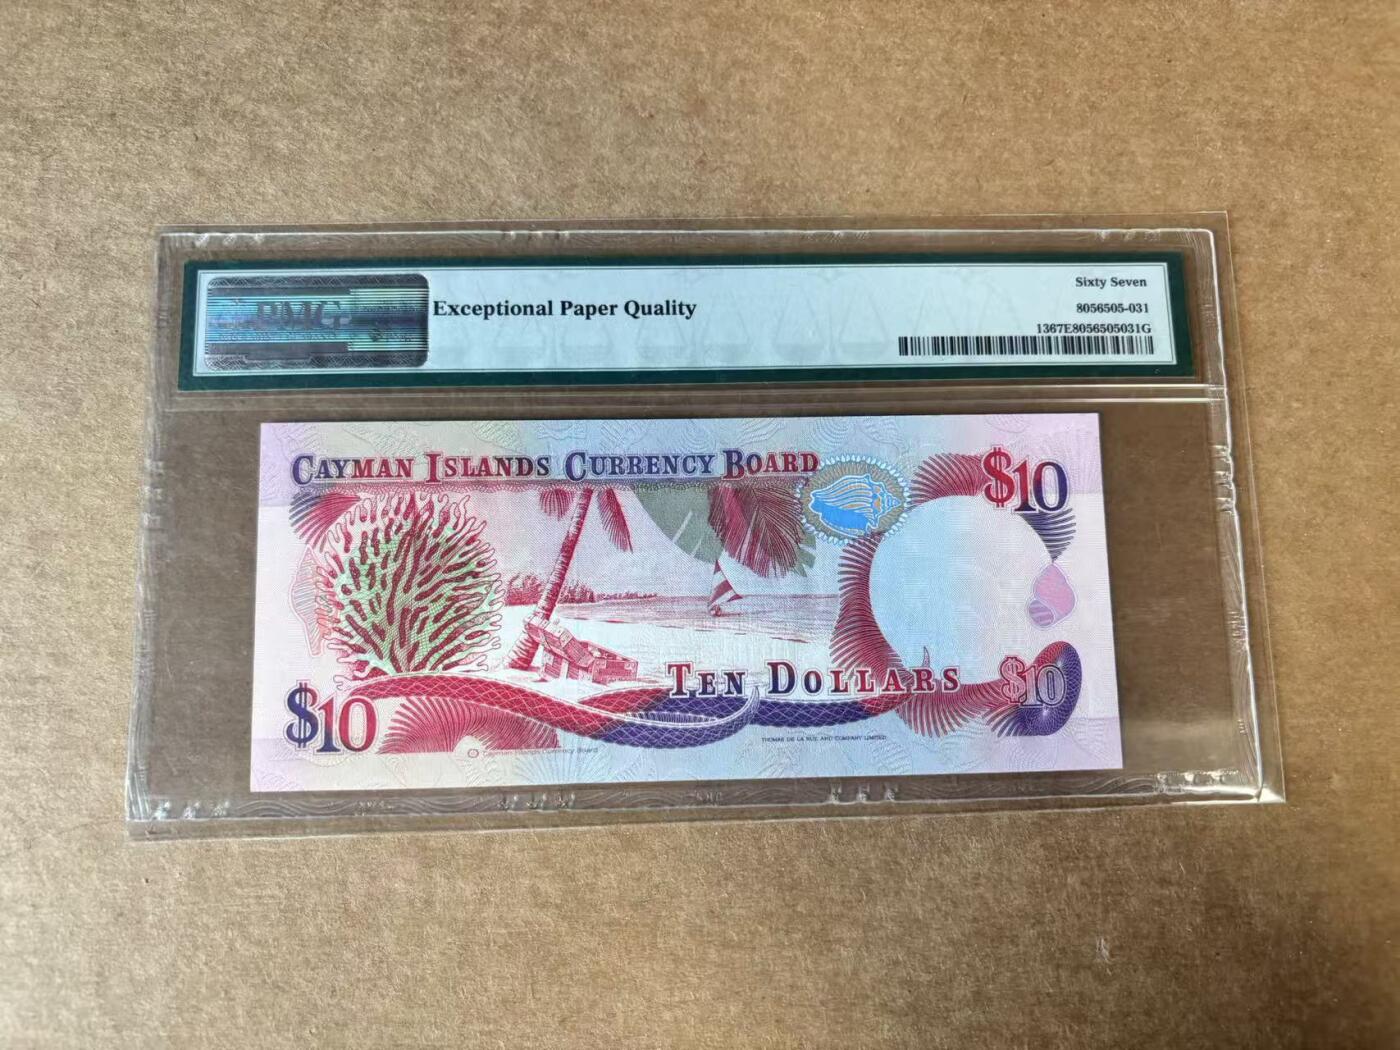 PMG
Exceptional Paper Quality
Sixty Seven
8056505-031
1367E8056505031G
CAYMAN ISLANDS CURRENCY BOARD
$10
TEN DOLLARS
$10
$10
THOMAS DE LA RUE AND COMPANY LIMITED
© Cayman Islands Currency Board